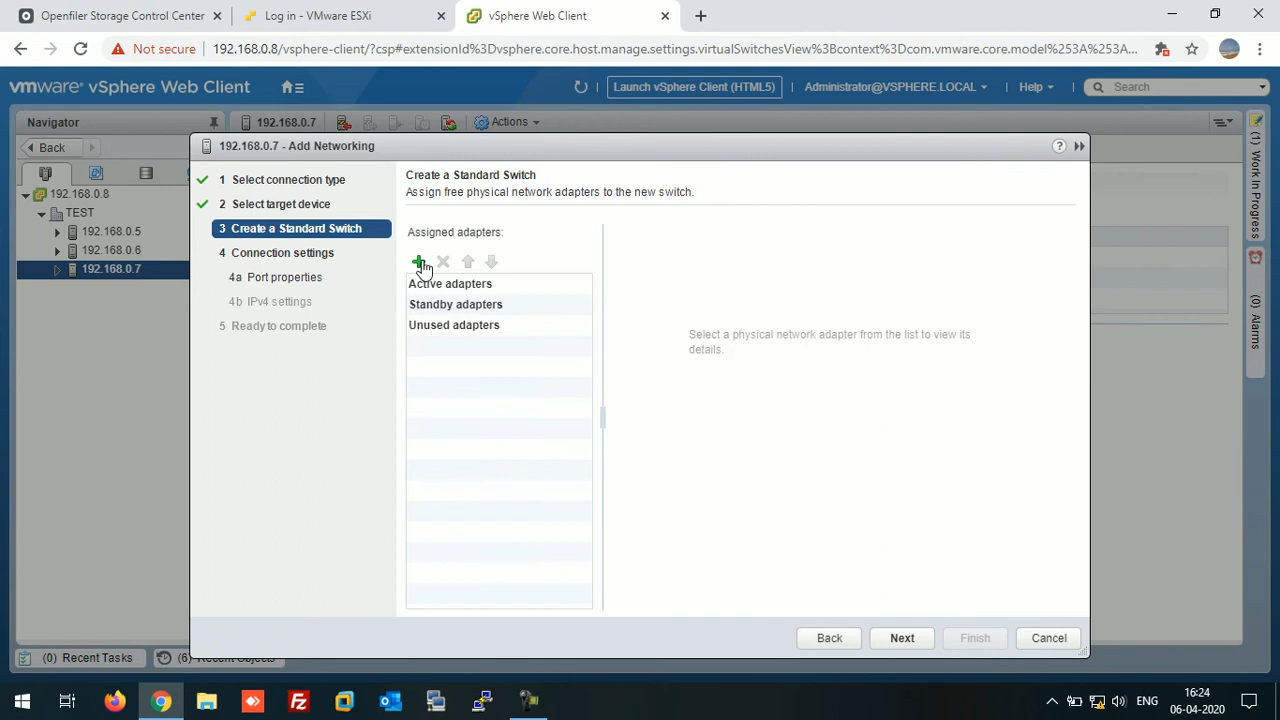 Openfiler Storage Control Center
Log in - VMware ESXi
vSphere Web Client
Not secure
192.168.0.8/vsphere-client/?csp#extensionId%3Dvsphere.core.host.manage.settings.virtualSwitchesView%3Bcontext%3Dcom.vmware.core.model%253A%253A...
vmware® vSphere Web Client
Launch vSphere Client (HTML5)
Administrator@VSPHERE.LOCAL
Help
Search
Navigator
192.168.0.7
Actions
Back
192.168.0.8
TEST
192.168.0.5
192.168.0.6
192.168.0.7
192.168.0.7 - Add Networking
1 Select connection type
2 Select target device
3 Create a Standard Switch
4 Connection settings
4a Port properties
4b IPv4 settings
5 Ready to complete
Create a Standard Switch
Assign free physical network adapters to the new switch.
Assigned adapters:
Active adapters
Standby adapters
Unused adapters
Select a physical network adapter from the list to view its
details.
Back
Next
Finish
Cancel
(1) Work In Progress
(0) Alarms
(0) Recent Tasks
(6) Recent Objects
ENG
16:24
06-04-2020